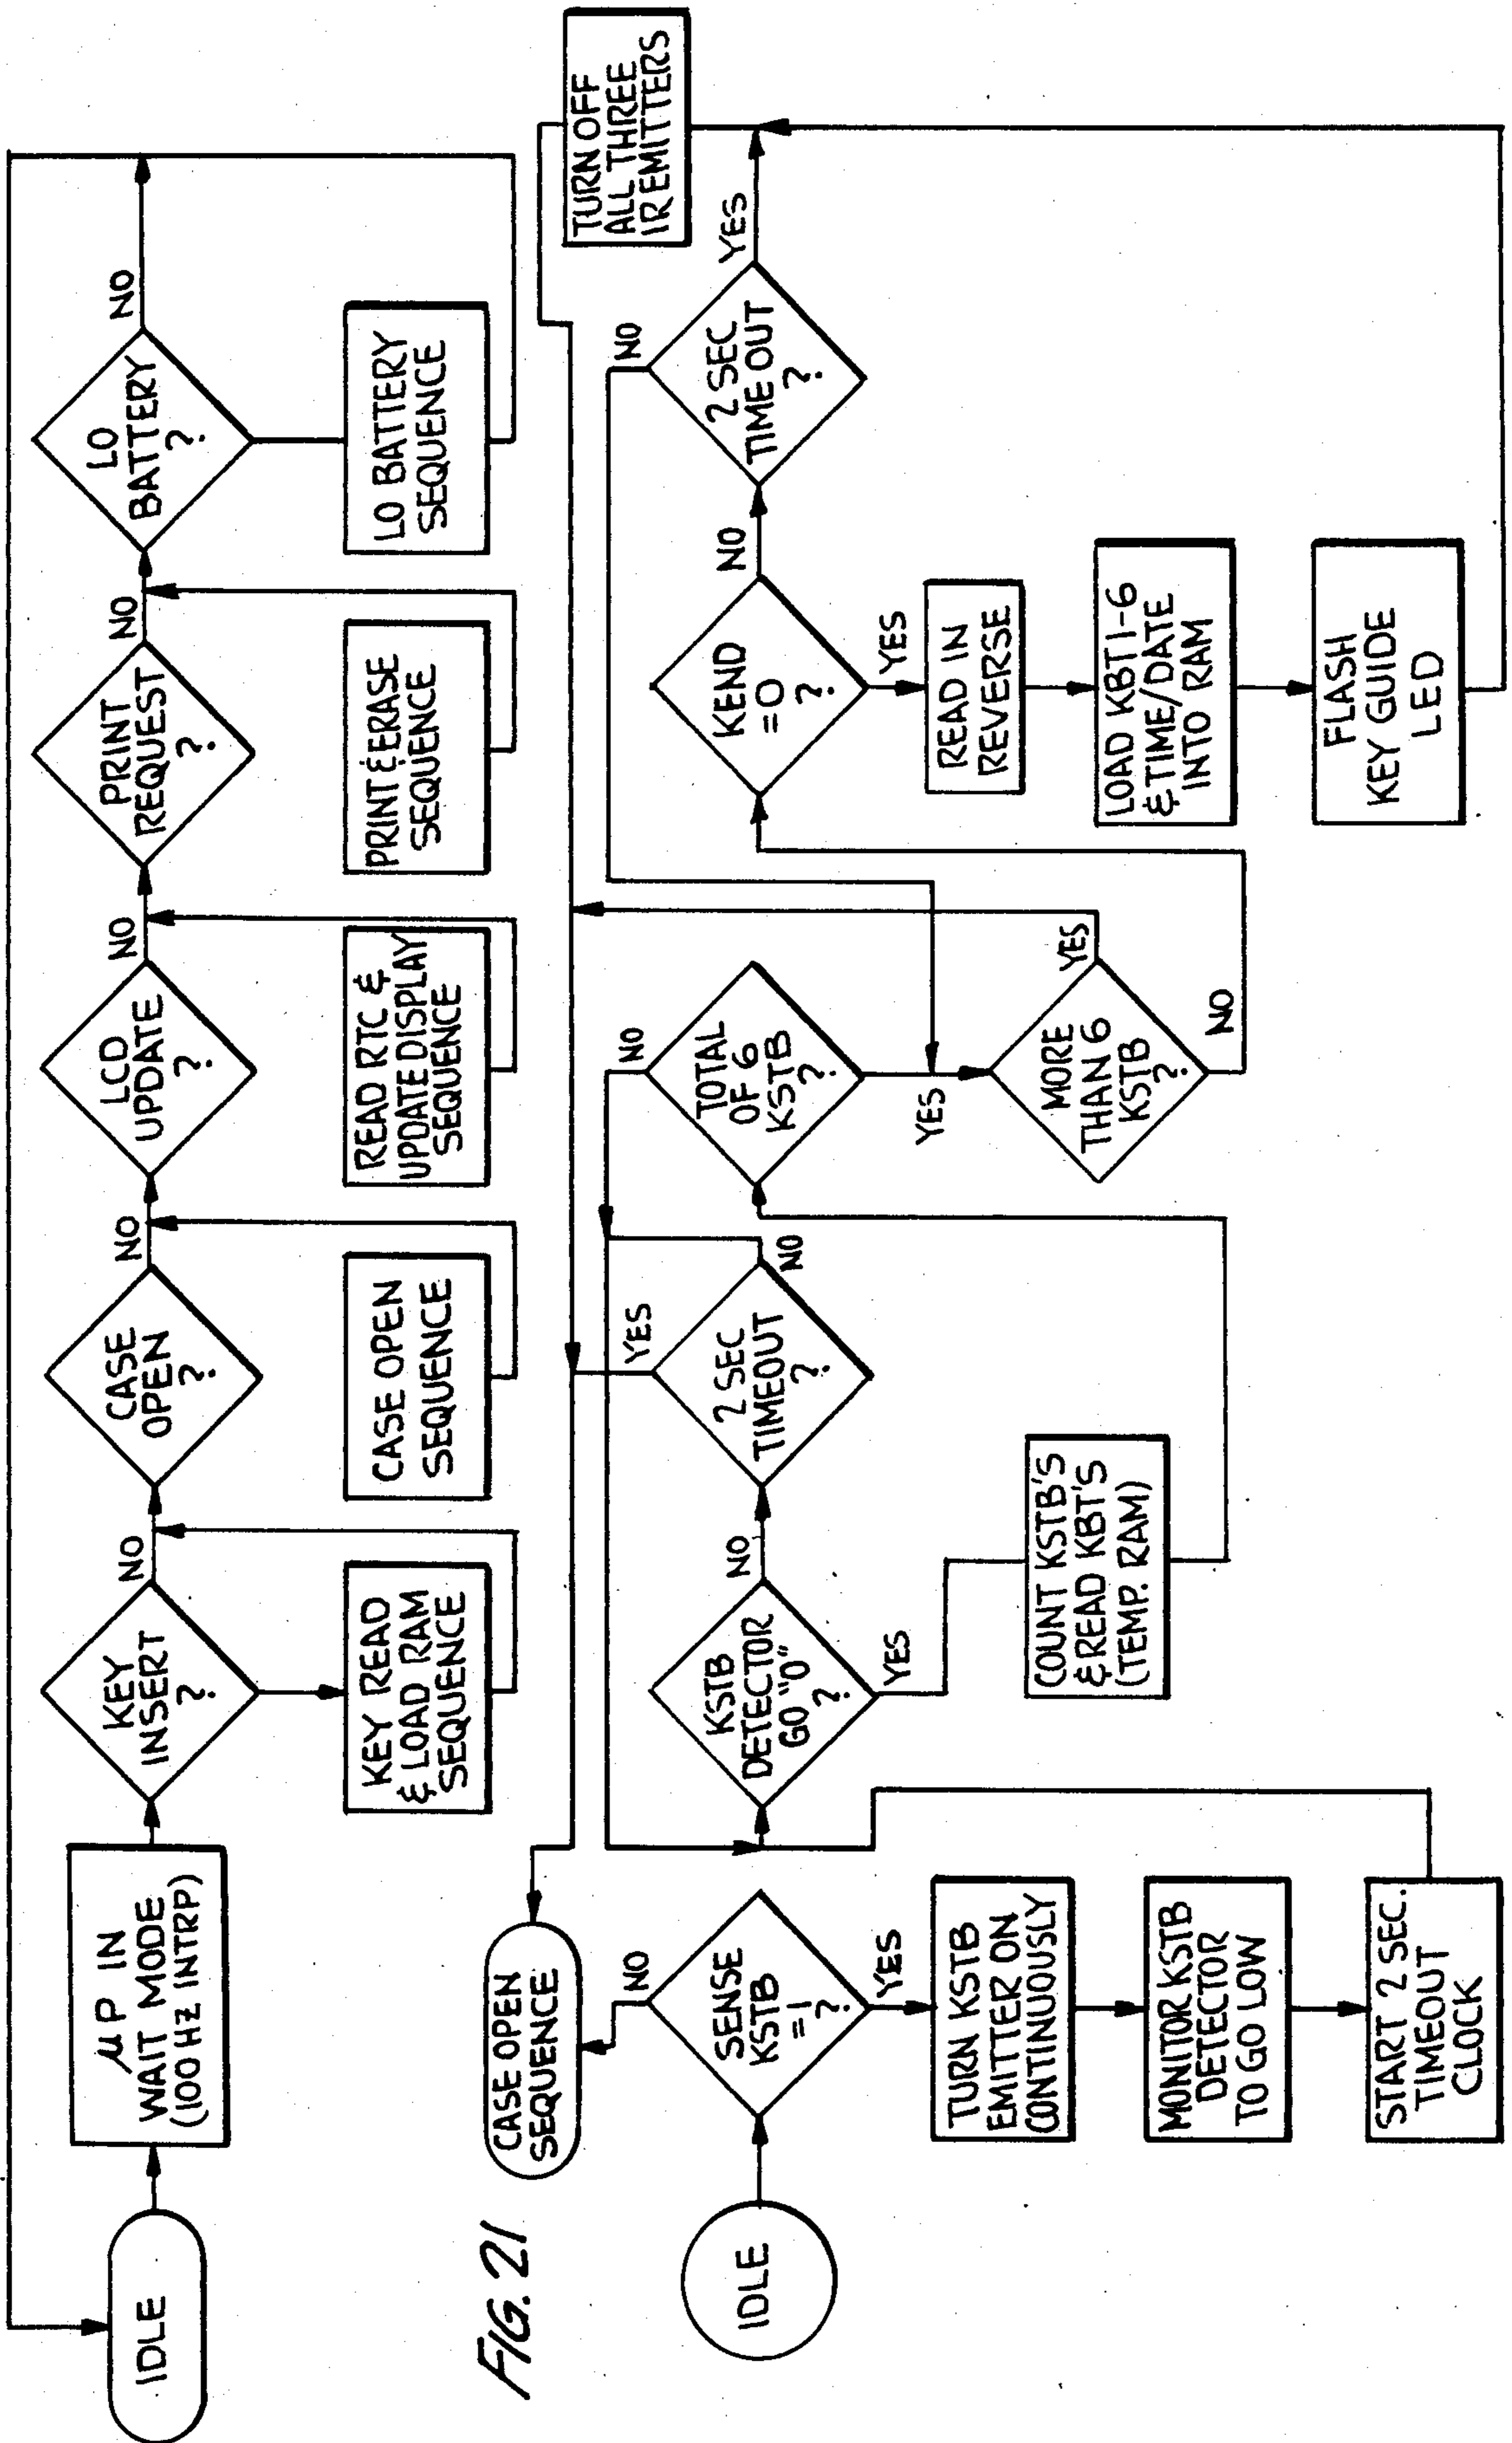 IDLE
μP IN
WAIT MODE
(100 HZ INTRP)
KEY
INSERT
?
NO
KEY READ
& LOAD RAM
SEQUENCE
CASE
OPEN
?
NO
CASE OPEN
SEQUENCE
LCD
UPDATE
?
NO
READ RTC &
UPDATE DISPLAY
SEQUENCE
PRINT
REQUEST
?
NO
PRINT & ERASE
SEQUENCE
LO
BATTERY
?
NO
LO BATTERY
SEQUENCE
FIG. 21
CASE OPEN
SEQUENCE
IDLE
SENSE
KSTB
=1
?
NO
YES
TURN KSTB
EMITTER ON
CONTINUOUSLY
MONITOR KSTB
DETECTOR
TO GO LOW
START 2 SEC.
TIMEOUT
CLOCK
KSTB
DETECTOR
GO "0"
?
NO
YES
COUNT KSTB'S
& READ KBT'S
(TEMP. RAM)
2 SEC
TIMEOUT
?
YES
NO
TOTAL
OF 6
KSTB
?
NO
YES
MORE
THAN 6
KSTB
?
YES
NO
KEND
=0
?
NO
YES
READ IN
REVERSE
LOAD KBT1-6
& TIME/DATE
INTO RAM
FLASH
KEY GUIDE
LED
2 SEC
TIME OUT
?
NO
YES
TURN OFF
ALL THREE
IR EMITTERS